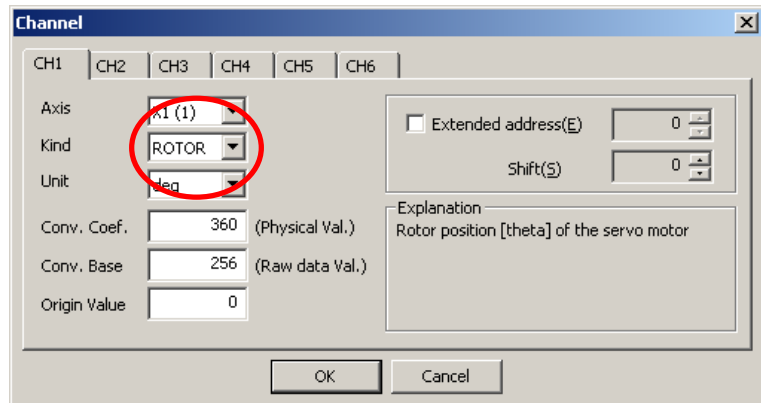 Channel
CH1 CH2 CH3 CH4 CH5 CH6
Axis X1 (1)
Kind ROTOR
Unit deg
Conv. Coef. 360 (Physical Val.)
Conv. Base 256 (Raw data Val.)
Origin Value 0
Extended address(E) 0
Shift(S) 0
Explanation
Rotor position [theta] of the servo motor
OK Cancel